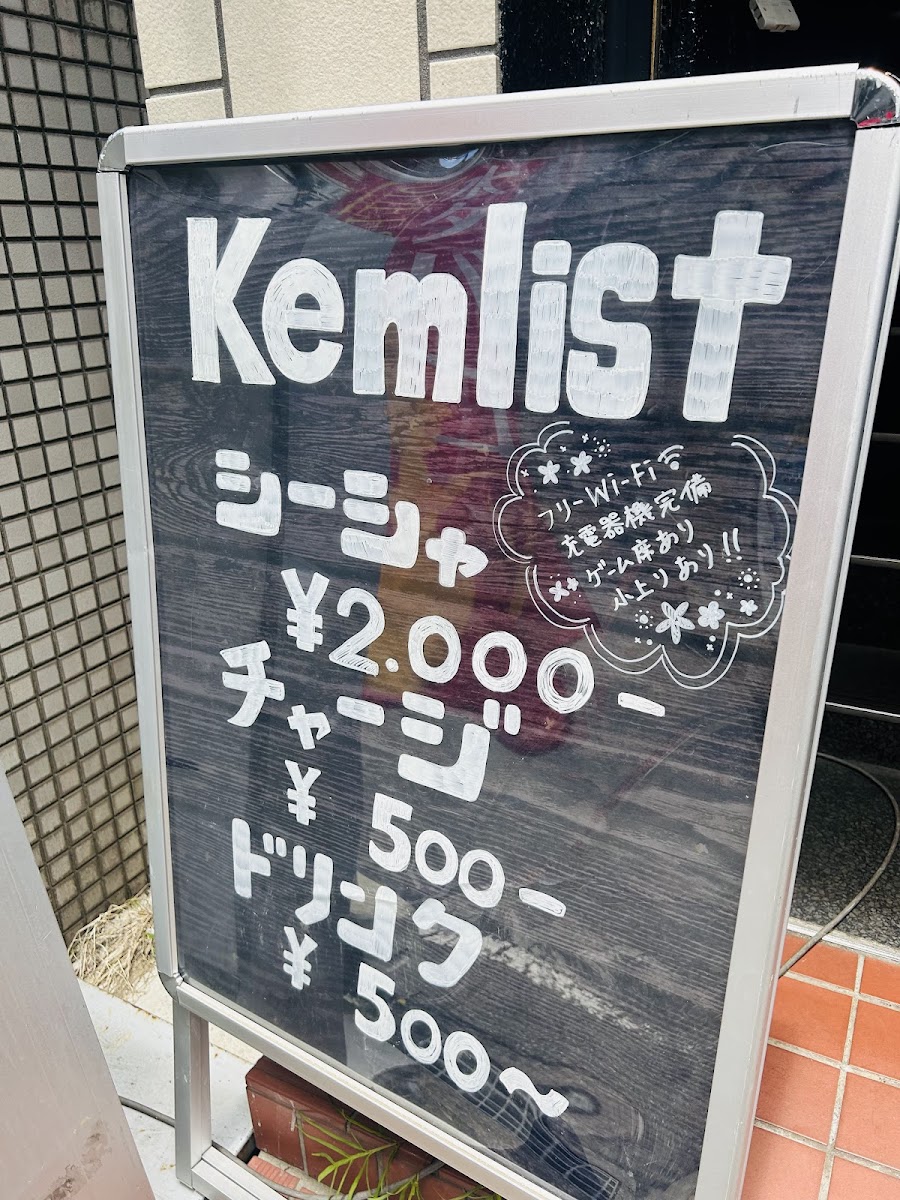 Kemlist
シーシャ
¥2.000-
チャージ
¥500-
ドリンク
¥500〜
フリーWi-Fi
充電器機完備
ゲーム席あり
小上りあり!!